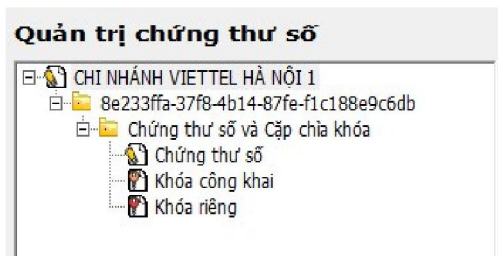 Quản trị chứng thư số
CHI NHÁNH VIETTEL HÀ NỘI 1
8e233ffa-37f8-4b14-87fe-f1c188e9c6db
Chứng thư số và Cặp chìa khóa
Chứng thư số
Khóa công khai
Khóa riêng